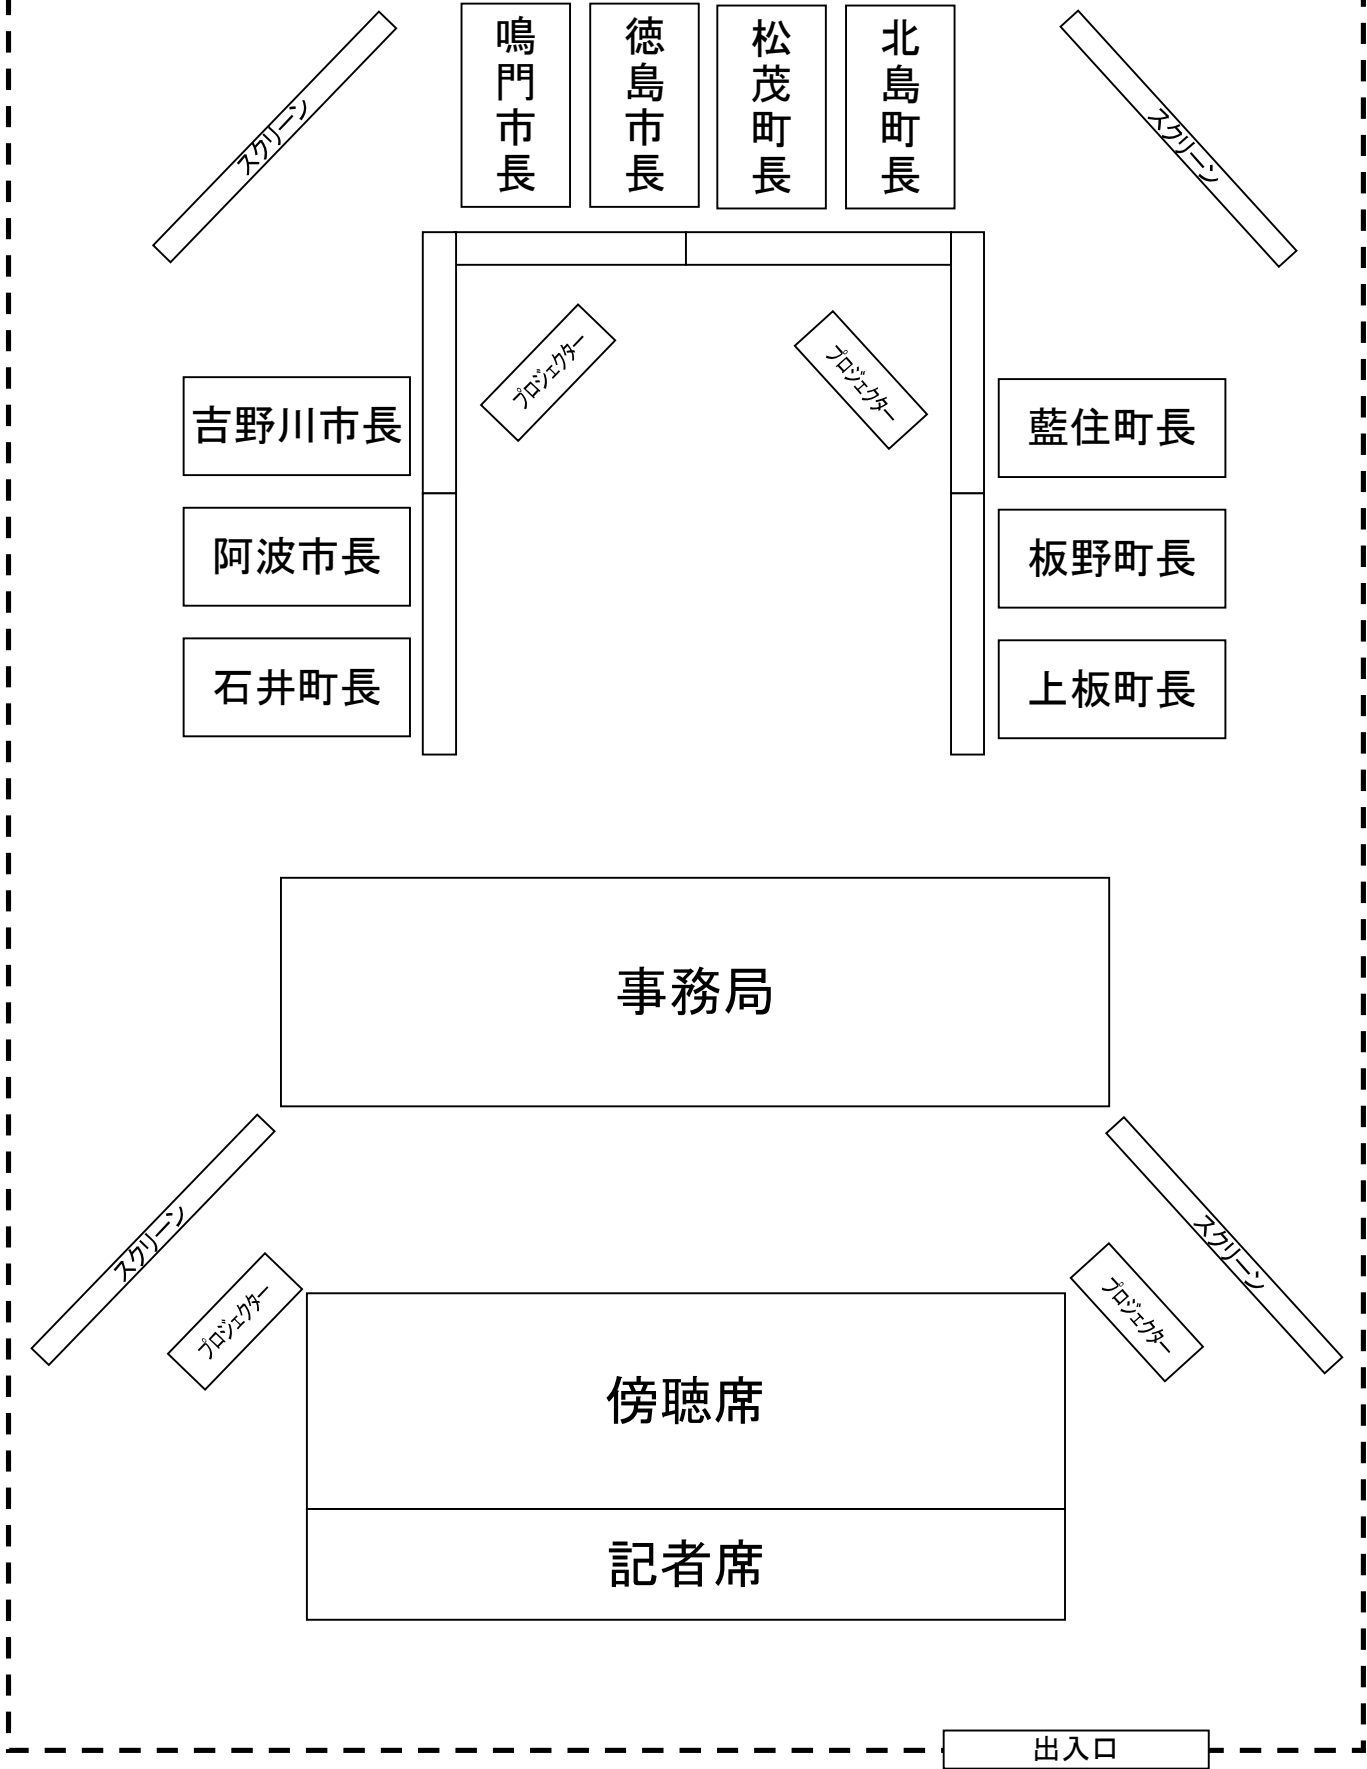 鳴門市長
徳島市長
松茂町長
北島町長
スクリーン
スクリーン
プロジェクター
プロジェクター
吉野川市長
藍住町長
阿波市長
板野町長
石井町長
上板町長
事務局
スクリーン
スクリーン
プロジェクター
プロジェクター
傍聴席
記者席
出入口